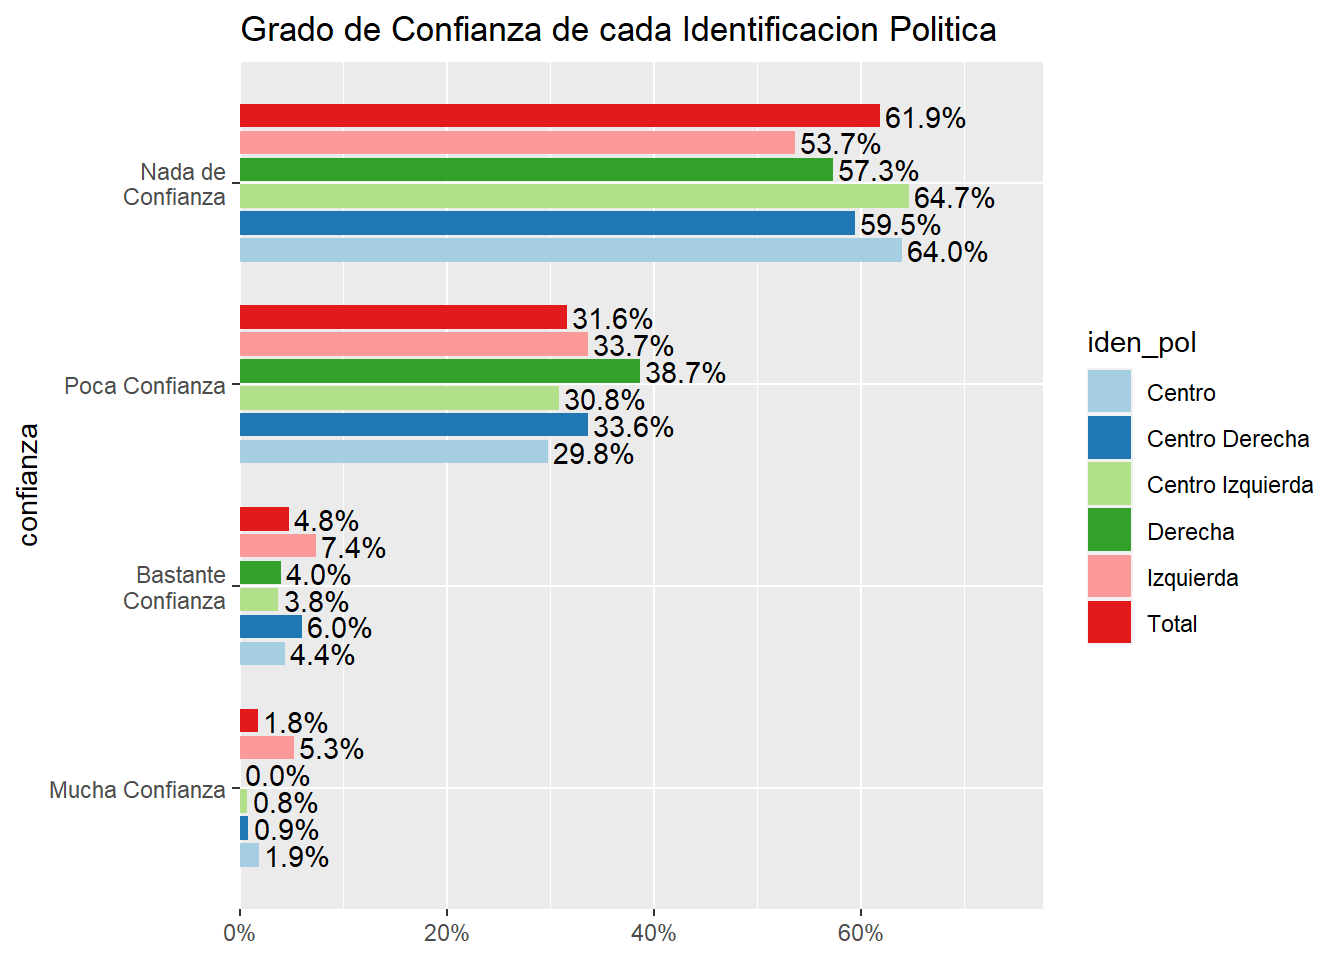 Grado de Confianza de cada Identificacion Politica
confianza
Nada de
Confianza
61.9%
53.7%
57.3%
64.7%
59.5%
64.0%
Poca Confianza
31.6%
33.7%
38.7%
30.8%
33.6%
29.8%
Bastante
Confianza
4.8%
7.4%
4.0%
3.8%
6.0%
4.4%
Mucha Confianza
1.8%
5.3%
0.0%
0.8%
0.9%
1.9%
0%
20%
40%
60%
iden_pol
Centro
Centro Derecha
Centro Izquierda
Derecha
Izquierda
Total